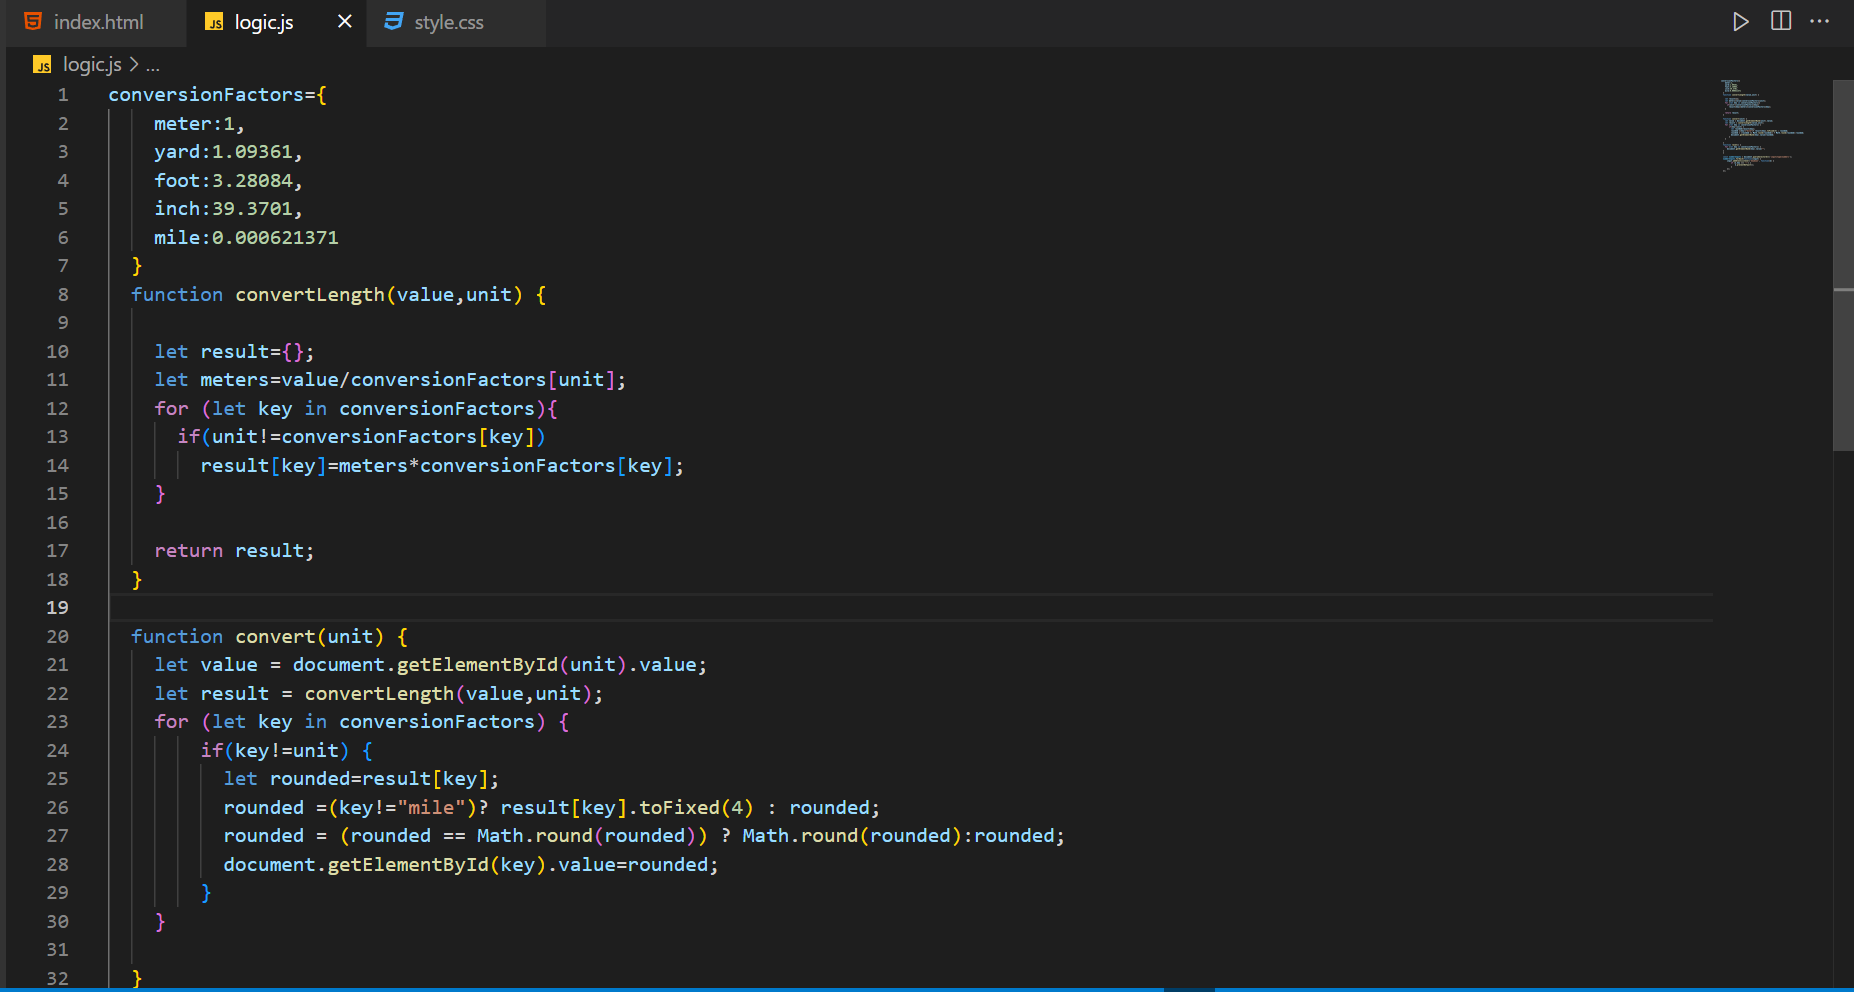 index.html
logic.js
style.css
logic.js > ...
1 conversionFactors={
2 meter:1,
3 yard:1.09361,
4 foot:3.28084,
5 inch:39.3701,
6 mile:0.000621371
7 }
8 function convertLength(value,unit) {
9
10 let result={};
11 let meters=value/conversionFactors[unit];
12 for (let key in conversionFactors){
13 if(unit!=conversionFactors[key])
14 result[key]=meters*conversionFactors[key];
15 }
16
17 return result;
18 }
19
20 function convert(unit) {
21 let value = document.getElementById(unit).value;
22 let result = convertLength(value,unit);
23 for (let key in conversionFactors) {
24 if(key!=unit) {
25 let rounded=result[key];
26 rounded =(key!="mile")? result[key].toFixed(4) : rounded;
27 rounded = (rounded == Math.round(rounded)) ? Math.round(rounded):rounded;
28 document.getElementById(key).value=rounded;
29 }
30 }
31
32 }